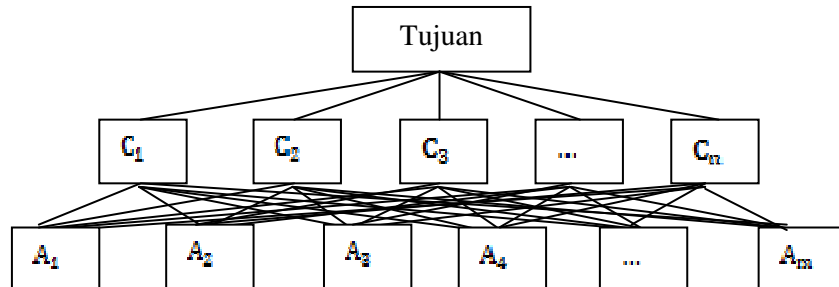 Tujuan
C₁ C₂ C₃ ... Cₙ
A₁ A₂ A₃ A₄ ... Aₘ